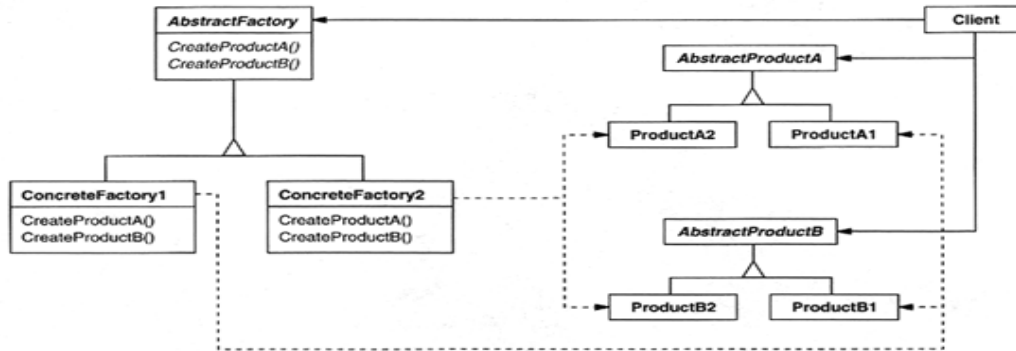 AbstractFactory
CreateProductA()
CreateProductB()
Client
AbstractProductA
ProductA2
ProductA1
ConcreteFactory1
CreateProductA()
CreateProductB()
ConcreteFactory2
CreateProductA()
CreateProductB()
AbstractProductB
ProductB2
ProductB1